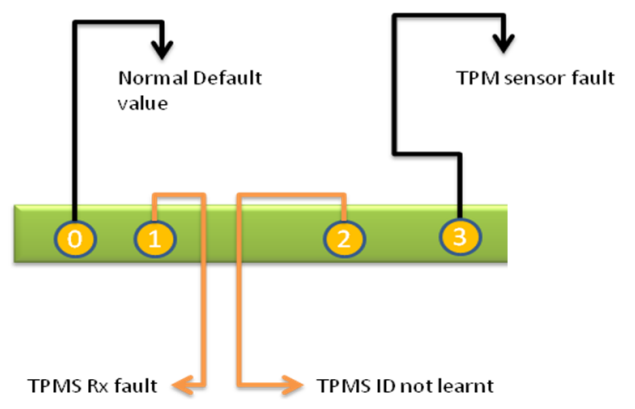 Normal Default
value
TPM sensor fault
0
1
2
3
TPMS Rx fault
TPMS ID not learnt